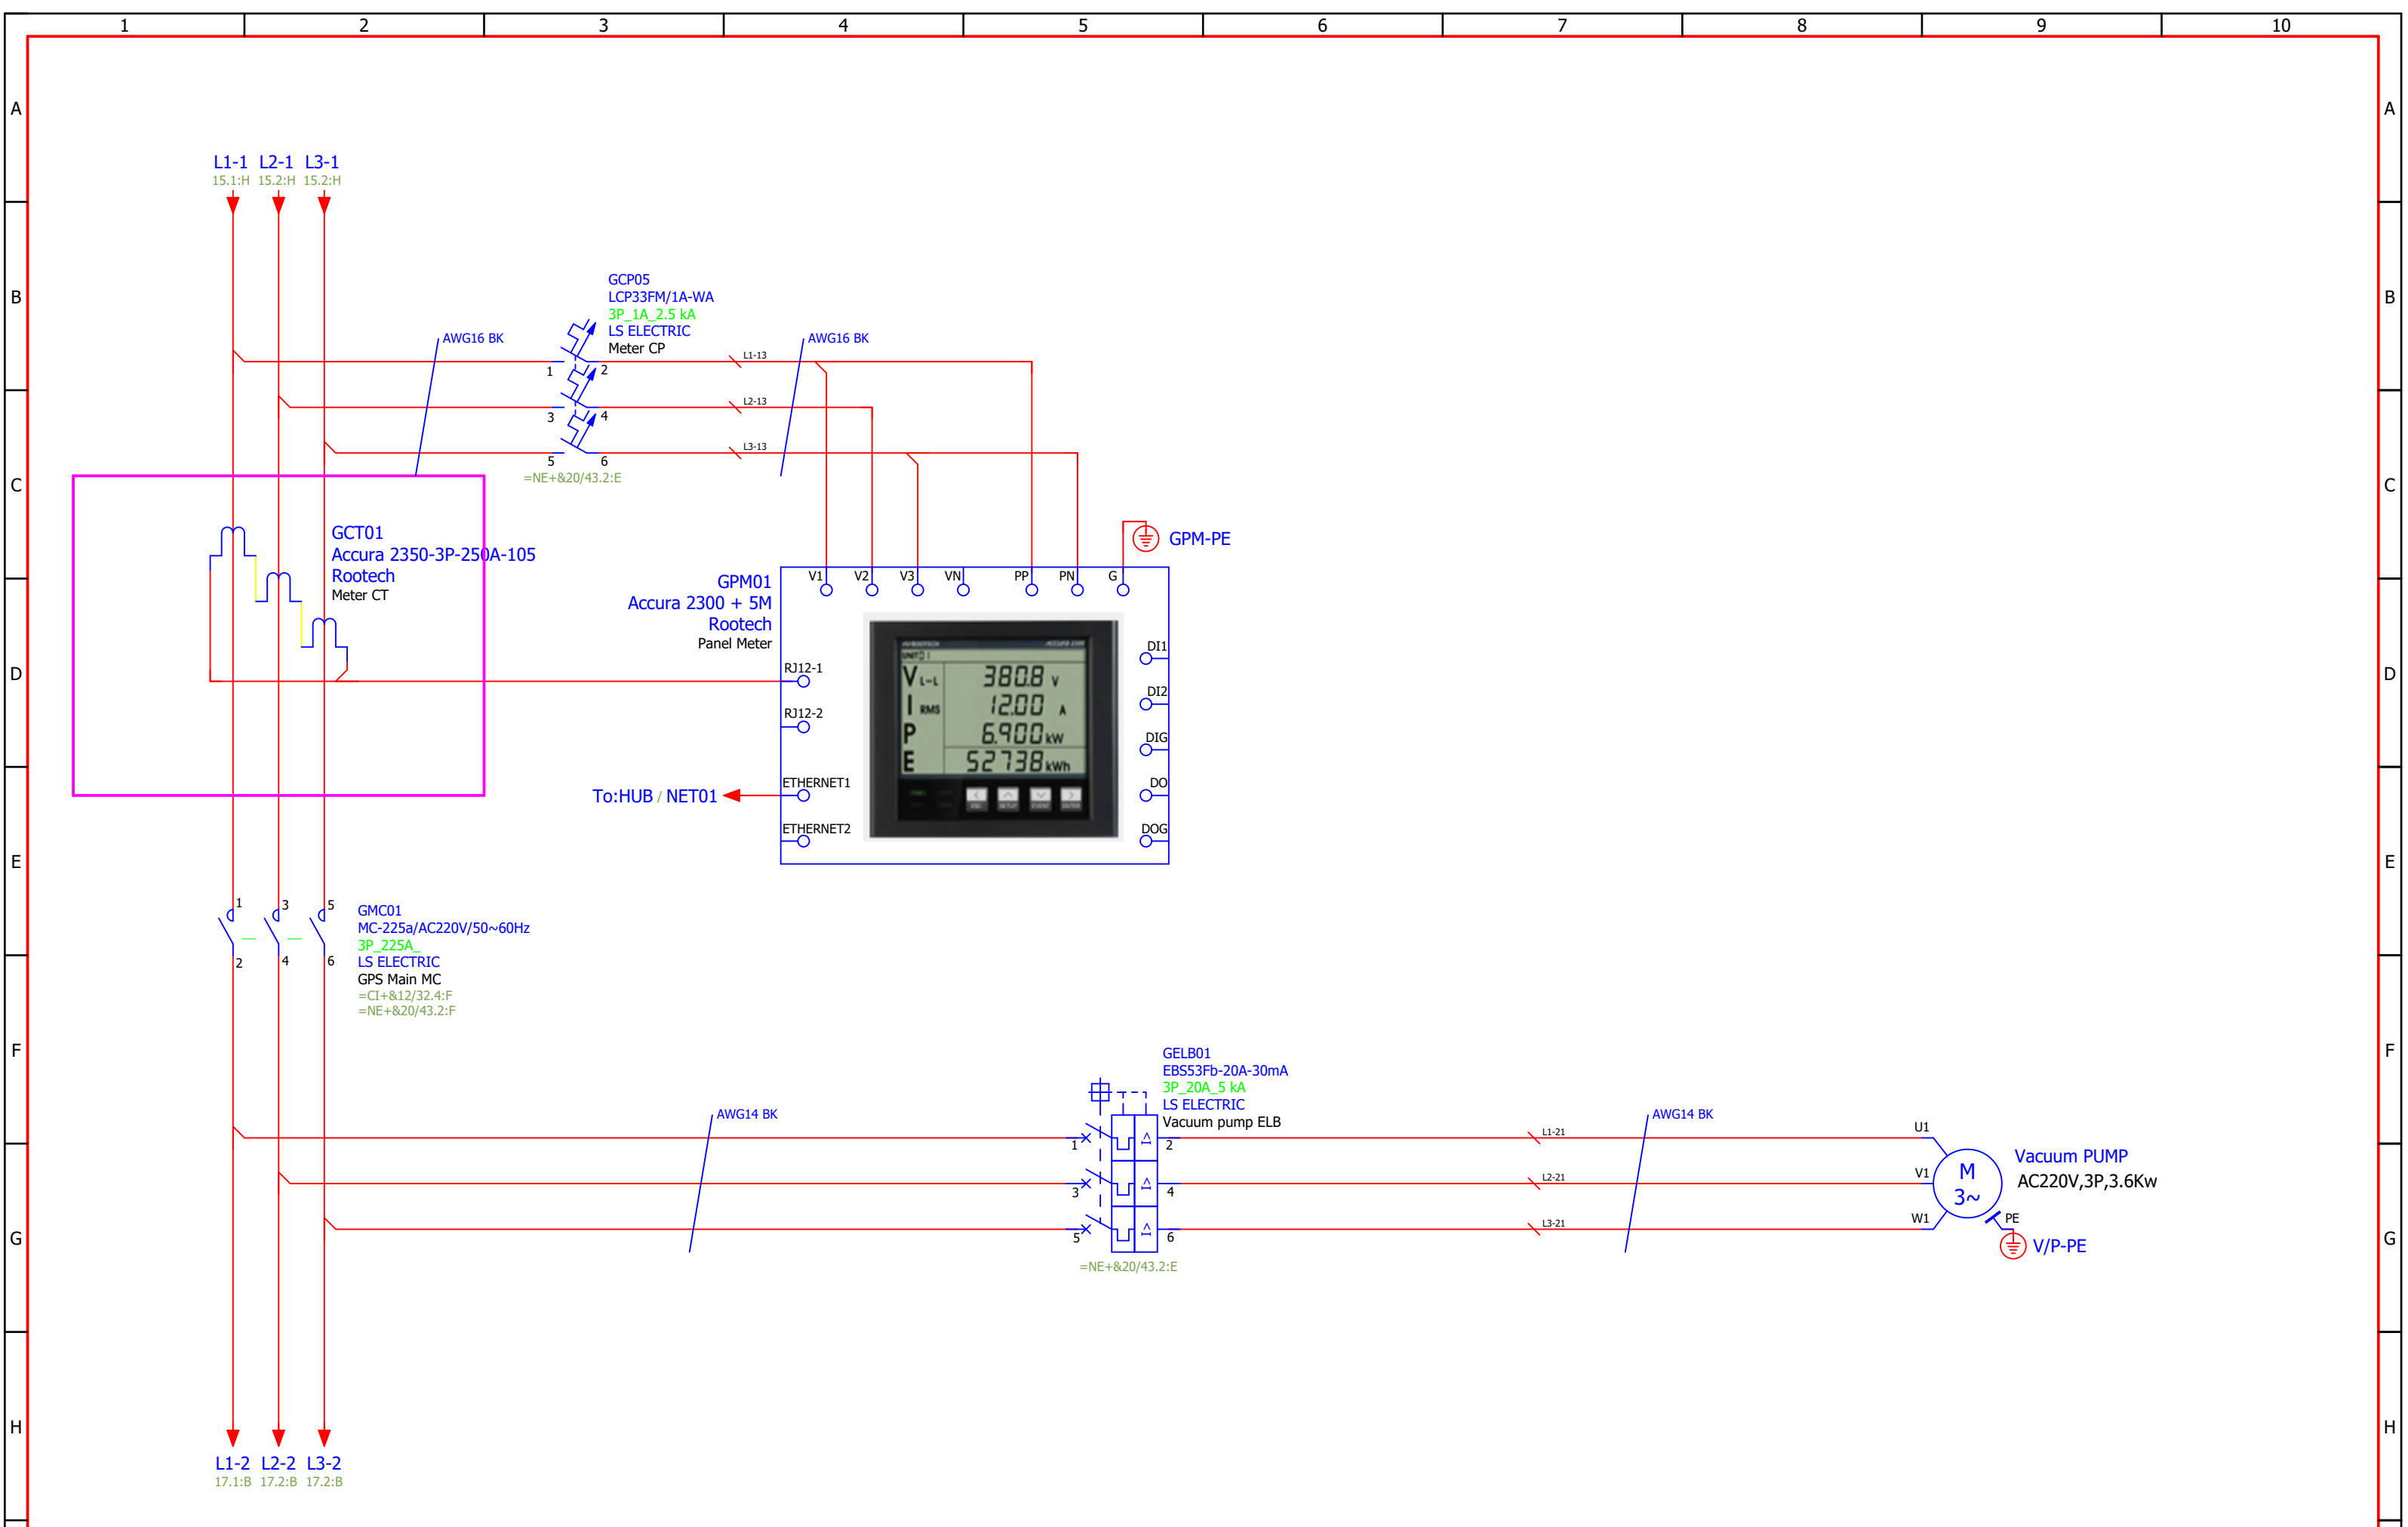 1 2 3 4 5 6 7 8 9 10
A A
L1-1 L2-1 L3-1
15.1:H 15.2:H 15.2:H
B B
GCP05
LCP33FM/1A-WA
3P_1A_2.5 kA
LS ELECTRIC
Meter CP
AWG16 BK
AWG16 BK
1 2 L1-13
3 4 L2-13
5 6 L3-13
=NE+&20/43.2:E
C C
GCT01
Accura 2350-3P-250A-105
Rootech
Meter CT
GPM-PE
GPM01
Accura 2300 + 5M
Rootech
Panel Meter
V1 V2 V3 VN PP PN G
RJ12-1
RJ12-2
ETHERNET1
ETHERNET2
DI1
DI2
DIG
DO
DOG
ROOTECH ACCURA 2300
V L-L 380.8 V
I RMS 12.00 A
P 6.900 kW
E 52738 kWh
ESC SETUP EVENT ENTER
D D
To:HUB / NET01
E E
1 3 5
2 4 6
GMC01
MC-225a/AC220V/50~60Hz
3P_225A_
LS ELECTRIC
GPS Main MC
=CI+&12/32.4:F
=NE+&20/43.2:F
F F
GELB01
EBS53Fb-20A-30mA
3P_20A_5 kA
LS ELECTRIC
Vacuum pump ELB
AWG14 BK
AWG14 BK
1 I> 2 L1-21 U1
3 I> 4 L2-21 V1
5 I> 6 L3-21 W1
=NE+&20/43.2:E
M
3~
Vacuum PUMP
AC220V,3P,3.6Kw
PE
V/P-PE
G G
H H
L1-2 L2-2 L3-2
17.1:B 17.2:B 17.2:B